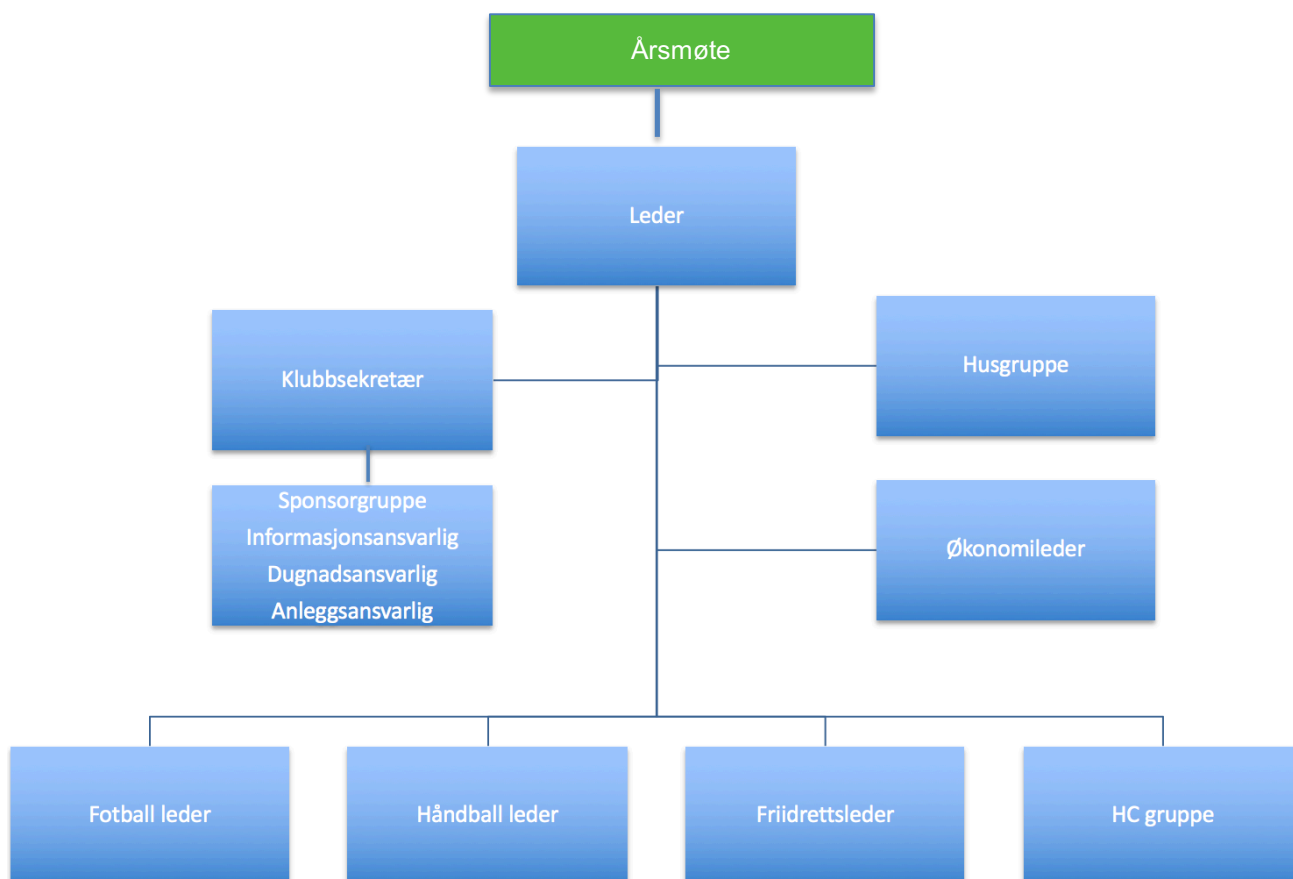 Årsmøte
Leder
Klubbsekretær
Husgruppe
Sponsorgruppe
Informasjonsansvarlig
Dugnadsansvarlig
Anleggsansvarlig
Økonomileder
Fotball leder
Håndball leder
Friidrettsleder
HC gruppe